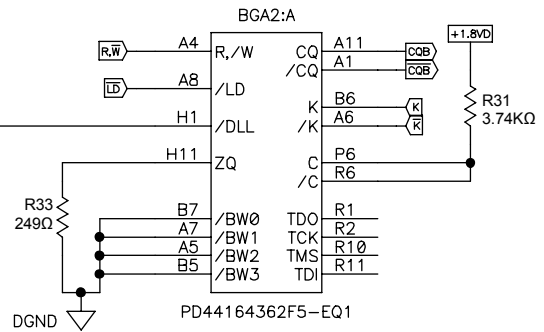 BGA2:A
+1.8VD
R,W̅ A4 R,/W CQ A11 CQB
/CQ A1 C̅Q̅B̅
L̅D̅ A8 /LD
K B6 K
H1 /DLL /K A6 K̅
R31
3.74KΩ
H11 ZQ C P6
/C R6
R33
249Ω
B7 /BW0 TDO R1
A7 /BW1 TCK R2
A5 /BW2 TMS R10
B5 /BW3 TDI R11
DGND
PD44164362F5-EQ1